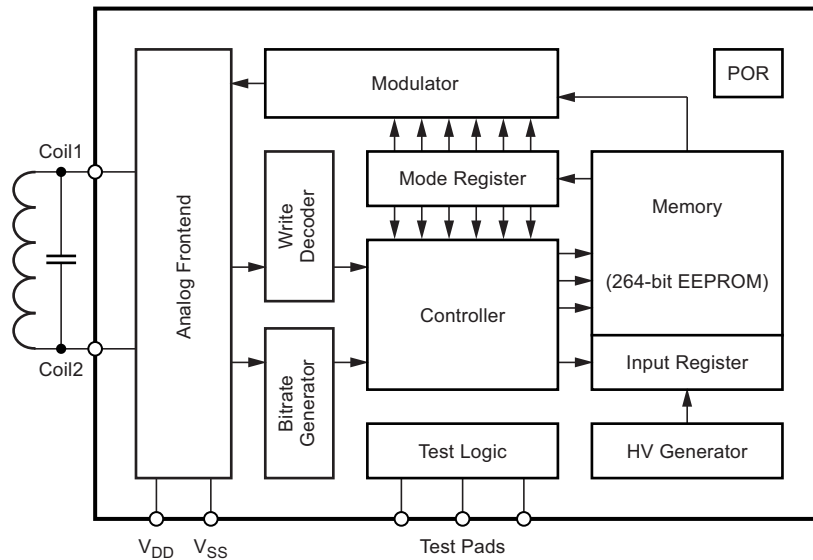 POR
Modulator
Coil1
Mode Register
Memory
(264-bit EEPROM)
Analog Frontend
Write
Decoder
Controller
Coil2
Input Register
Bitrate
Generator
Test Logic
HV Generator
VDD
VSS
Test Pads